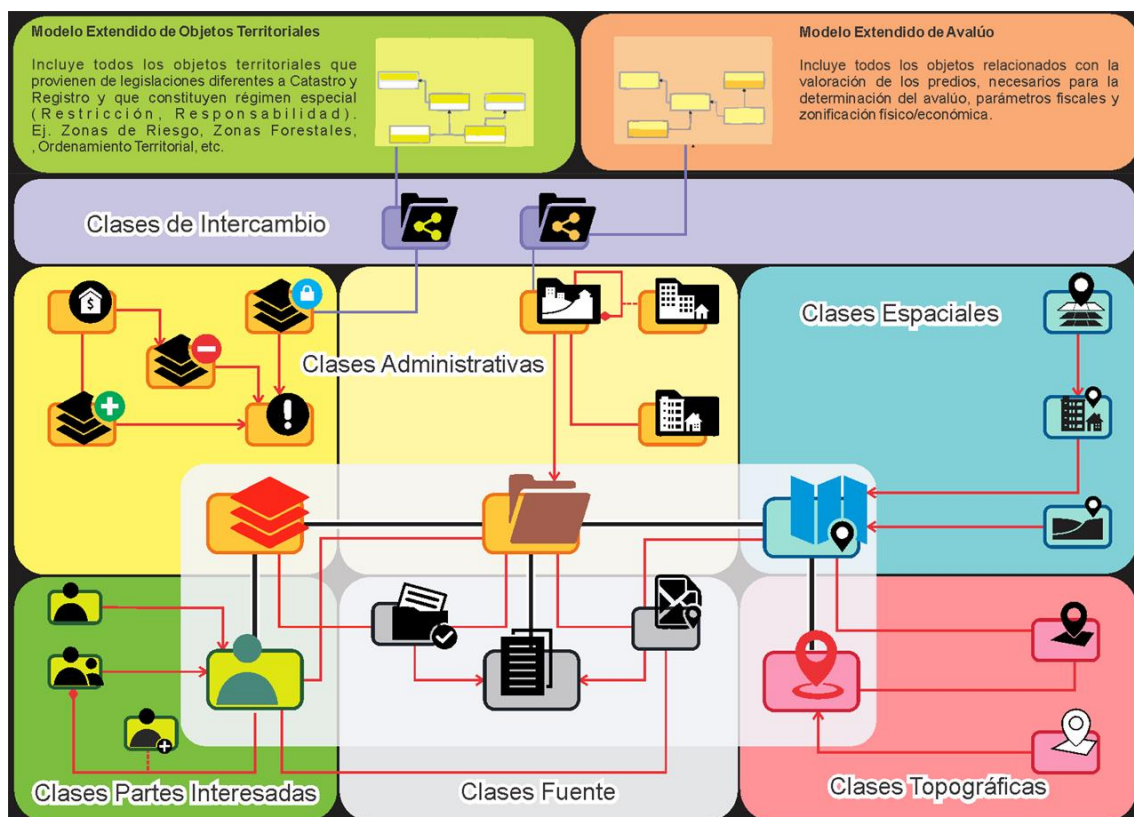 Modelo Extendido de Objetos Territoriales
Incluye todos los objetos territoriales que
provienen de legislaciones diferentes a Catastro y
Registro y que constituyen régimen especial
(Restricción, Responsabilidad).
Ej. Zonas de Riesgo, Zonas Forestales,
, Ordenamiento Territorial, etc.
Modelo Extendido de Avalúo
Incluye todos los objetos relacionados con la
valoración de los predios, necesarios para la
determinación del avalúo, parámetros fiscales y
zonificación físico/económica.
Clases de Intercambio
Clases Administrativas
Clases Espaciales
Clases Partes Interesadas
Clases Fuente
Clases Topográficas